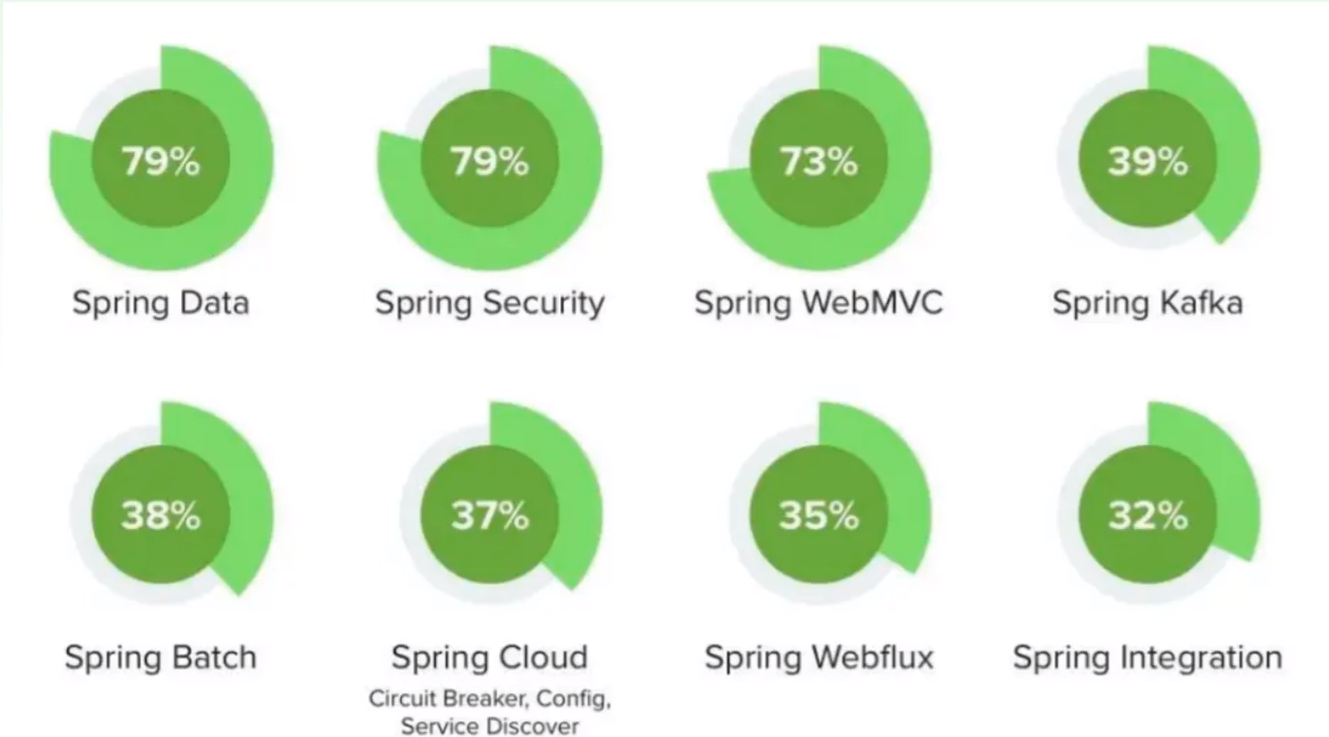 79%
79%
73%
39%
Spring Data
Spring Security
Spring WebMVC
Spring Kafka
38%
37%
35%
32%
Spring Batch
Spring Cloud
Circuit Breaker, Config,
Service Discover
Spring Webflux
Spring Integration